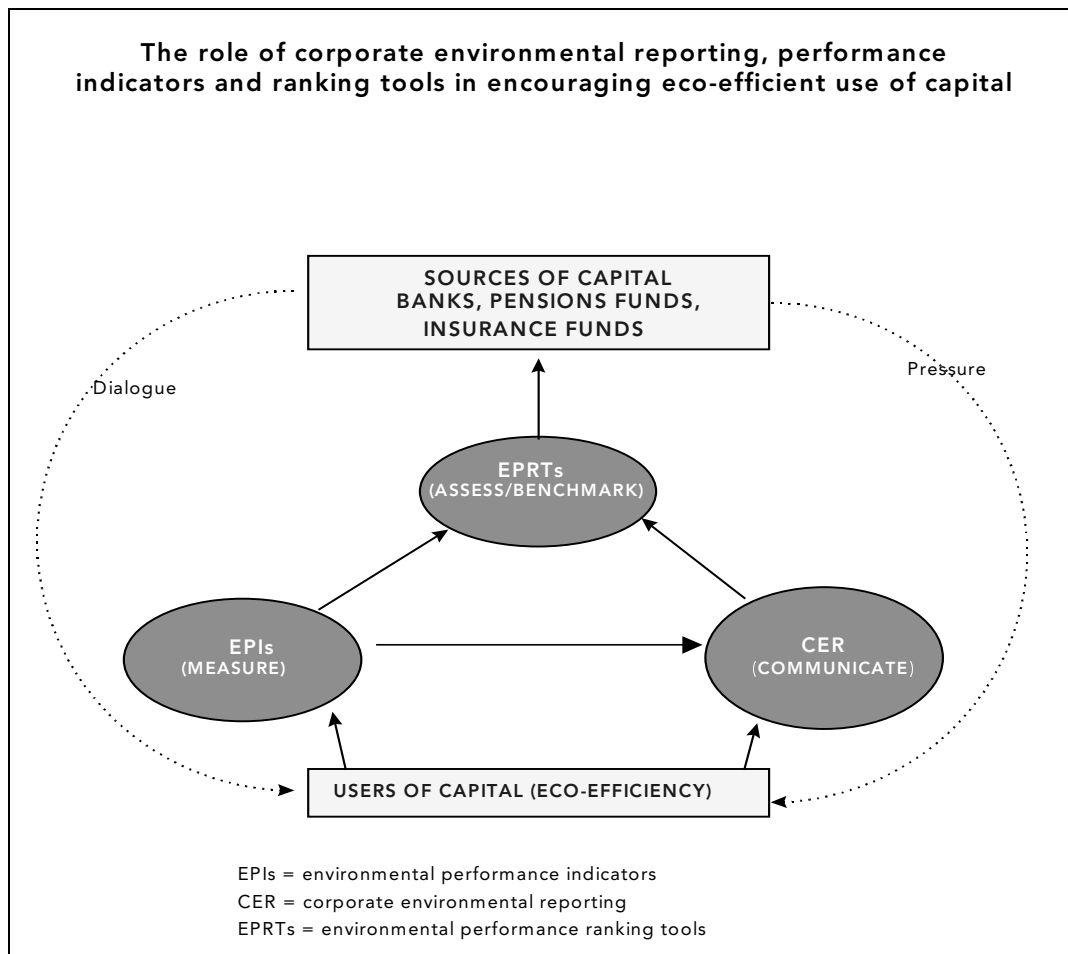 The role of corporate environmental reporting, performance
indicators and ranking tools in encouraging eco-efficient use of capital
SOURCES OF CAPITAL
BANKS, PENSIONS FUNDS,
INSURANCE FUNDS
Dialogue
Pressure
EPRTs
(ASSESS/BENCHMARK)
EPIs
(MEASURE)
CER
(COMMUNICATE)
USERS OF CAPITAL (ECO-EFFICIENCY)
EPIs = environmental performance indicators
CER = corporate environmental reporting
EPRTs = environmental performance ranking tools